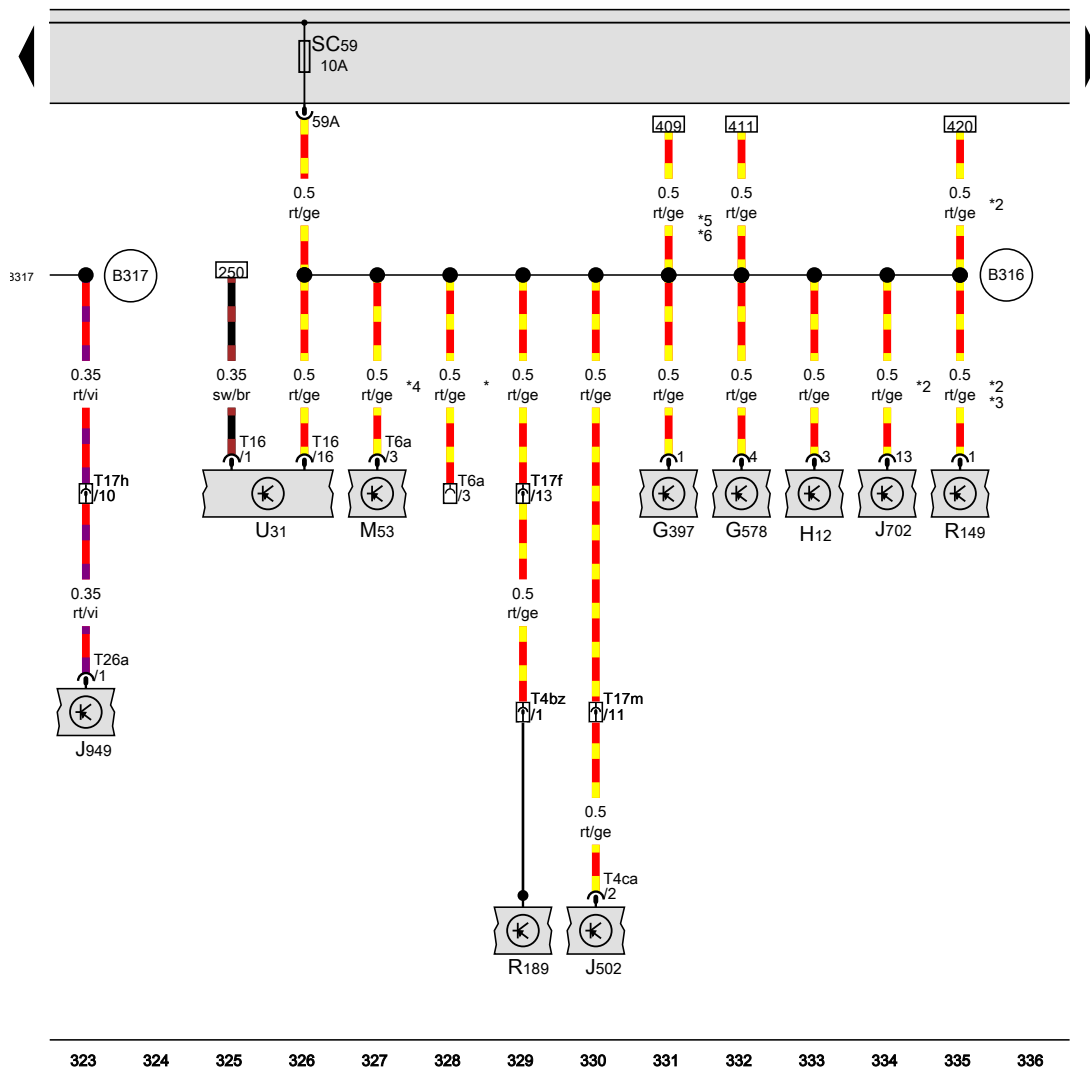 SC59
10A
59A
409
411
420
0.5
rt/ge
0.5
rt/ge
*5
*6
0.5
rt/ge
0.5
rt/ge
*2
B317
250
B316
0.35
rt/vi
0.35
sw/br
0.5
rt/ge
0.5
rt/ge
*4
0.5
rt/ge
*
0.5
rt/ge
0.5
rt/ge
0.5
rt/ge
0.5
rt/ge
0.5
rt/ge
0.5
rt/ge
*2
0.5
rt/ge
*2
*3
T16
/1
T16
/16
T6a
/3
1
4
3
13
1
T17h
/10
T6a
/3
T17f
/13
U31
M53
G397
G578
H12
J702
R149
0.35
rt/vi
0.5
rt/ge
T26a
/1
T4bz
/1
T17m
/11
J949
0.5
rt/ge
T4ca
/2
R189
J502
323 324 325 326 327 328 329 330 331 332 333 334 335 336